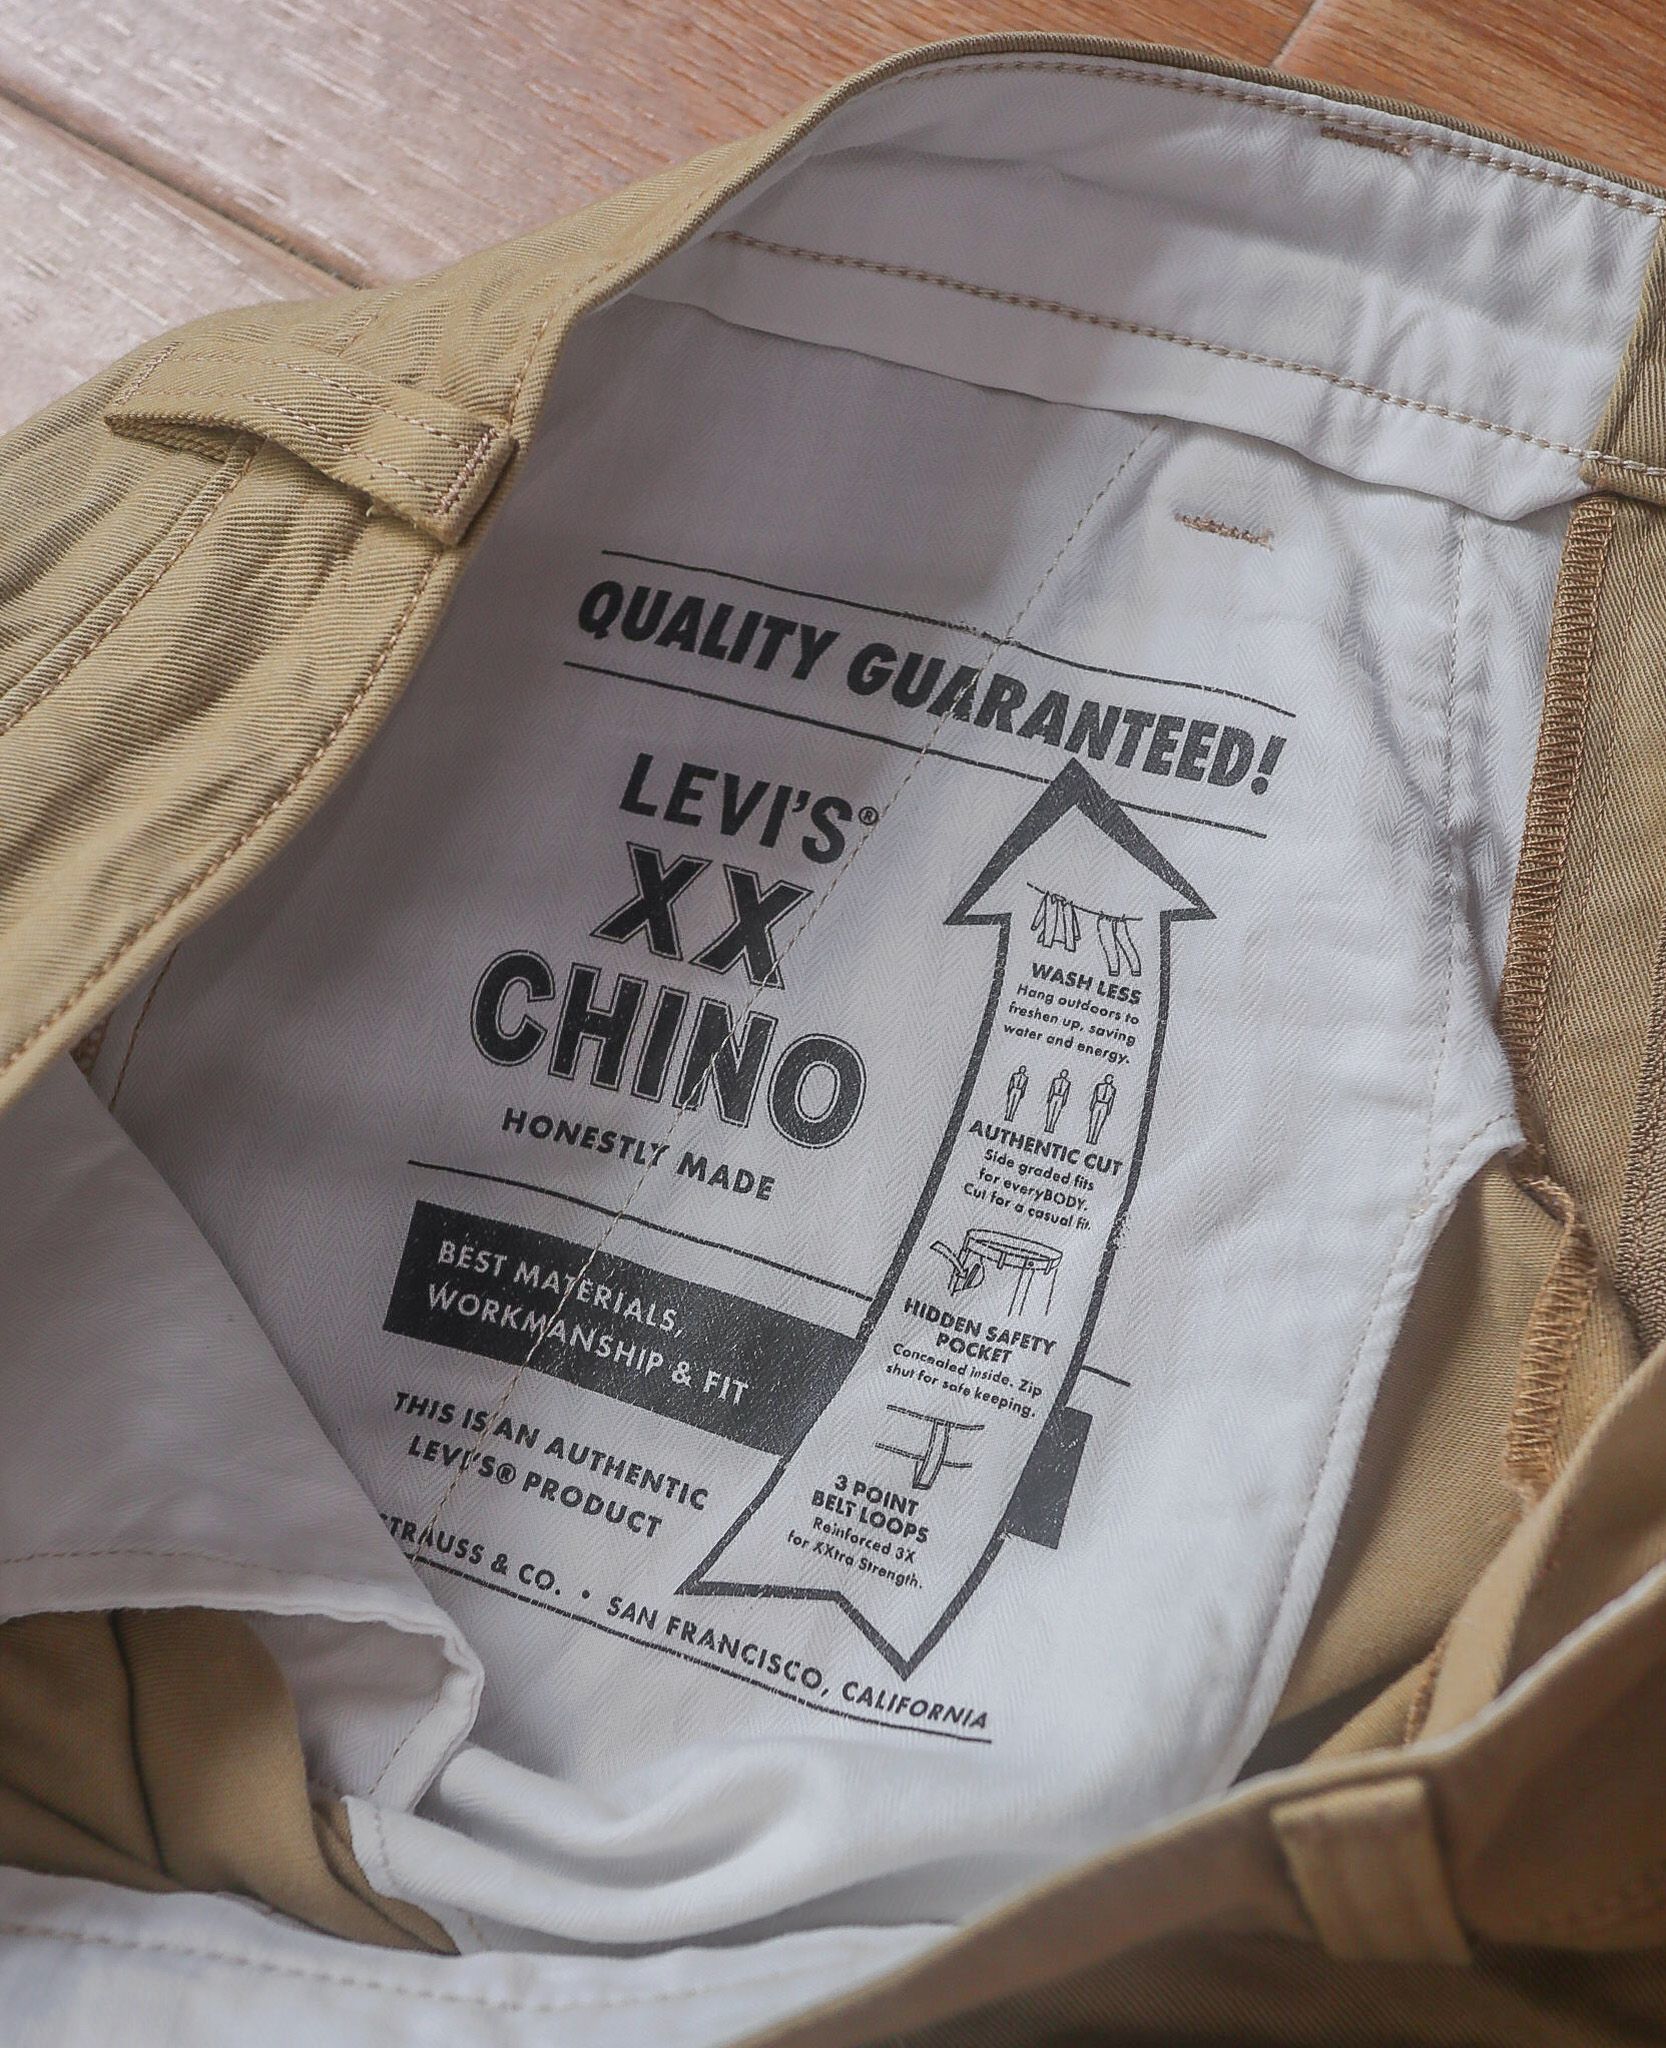 QUALITY GUARANTEED!
LEVI'S®
XX
CHINO
HONESTLY MADE
BEST MATERIALS,
WORKMANSHIP & FIT
THIS IS AN AUTHENTIC
LEVI'S® PRODUCT
STRAUSS & CO. • SAN FRANCISCO, CALIFORNIA
WASH LESS
Hang outdoors to
freshen up, saving
water and energy.
AUTHENTIC CUT
Side graded fits
for everyBODY.
Cut for a casual fit.
HIDDEN SAFETY
POCKET
Concealed inside. Zip
shut for safe keeping.
3 POINT
BELT LOOPS
Reinforced 3X
for XXtra Strength.